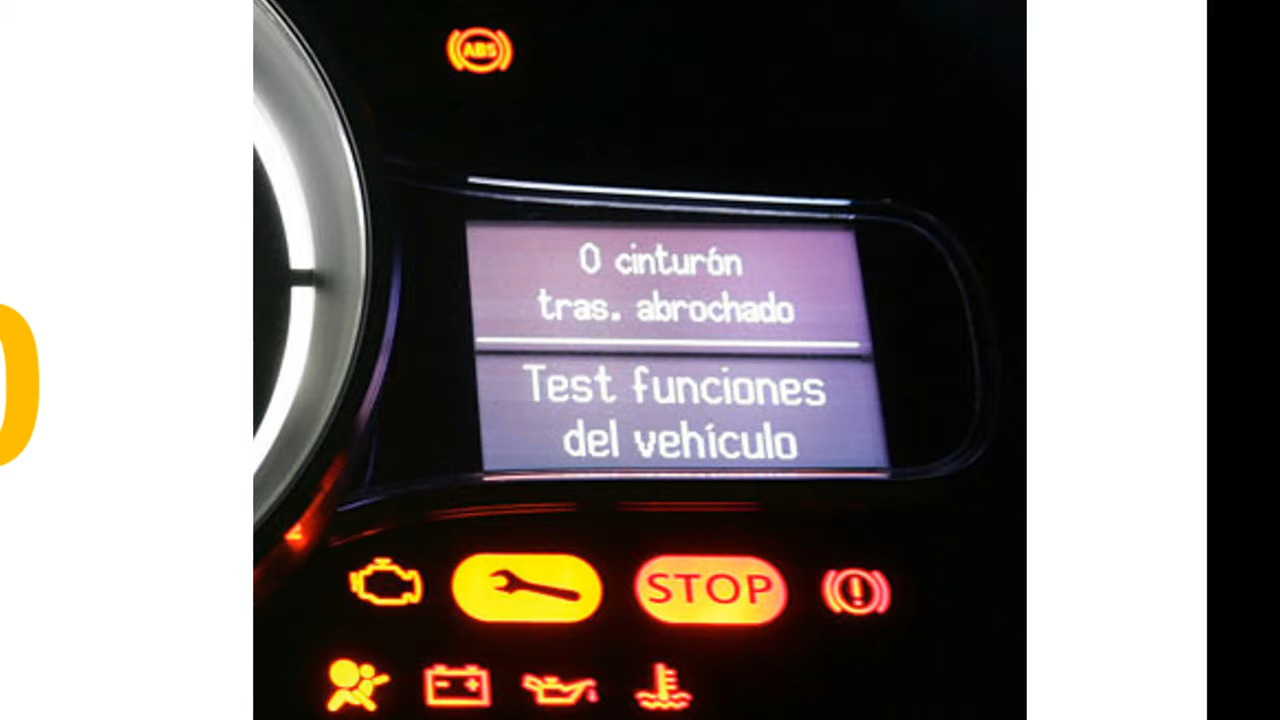 ABS
0 cinturón
tras. abrochado
Test funciones
del vehículo
STOP